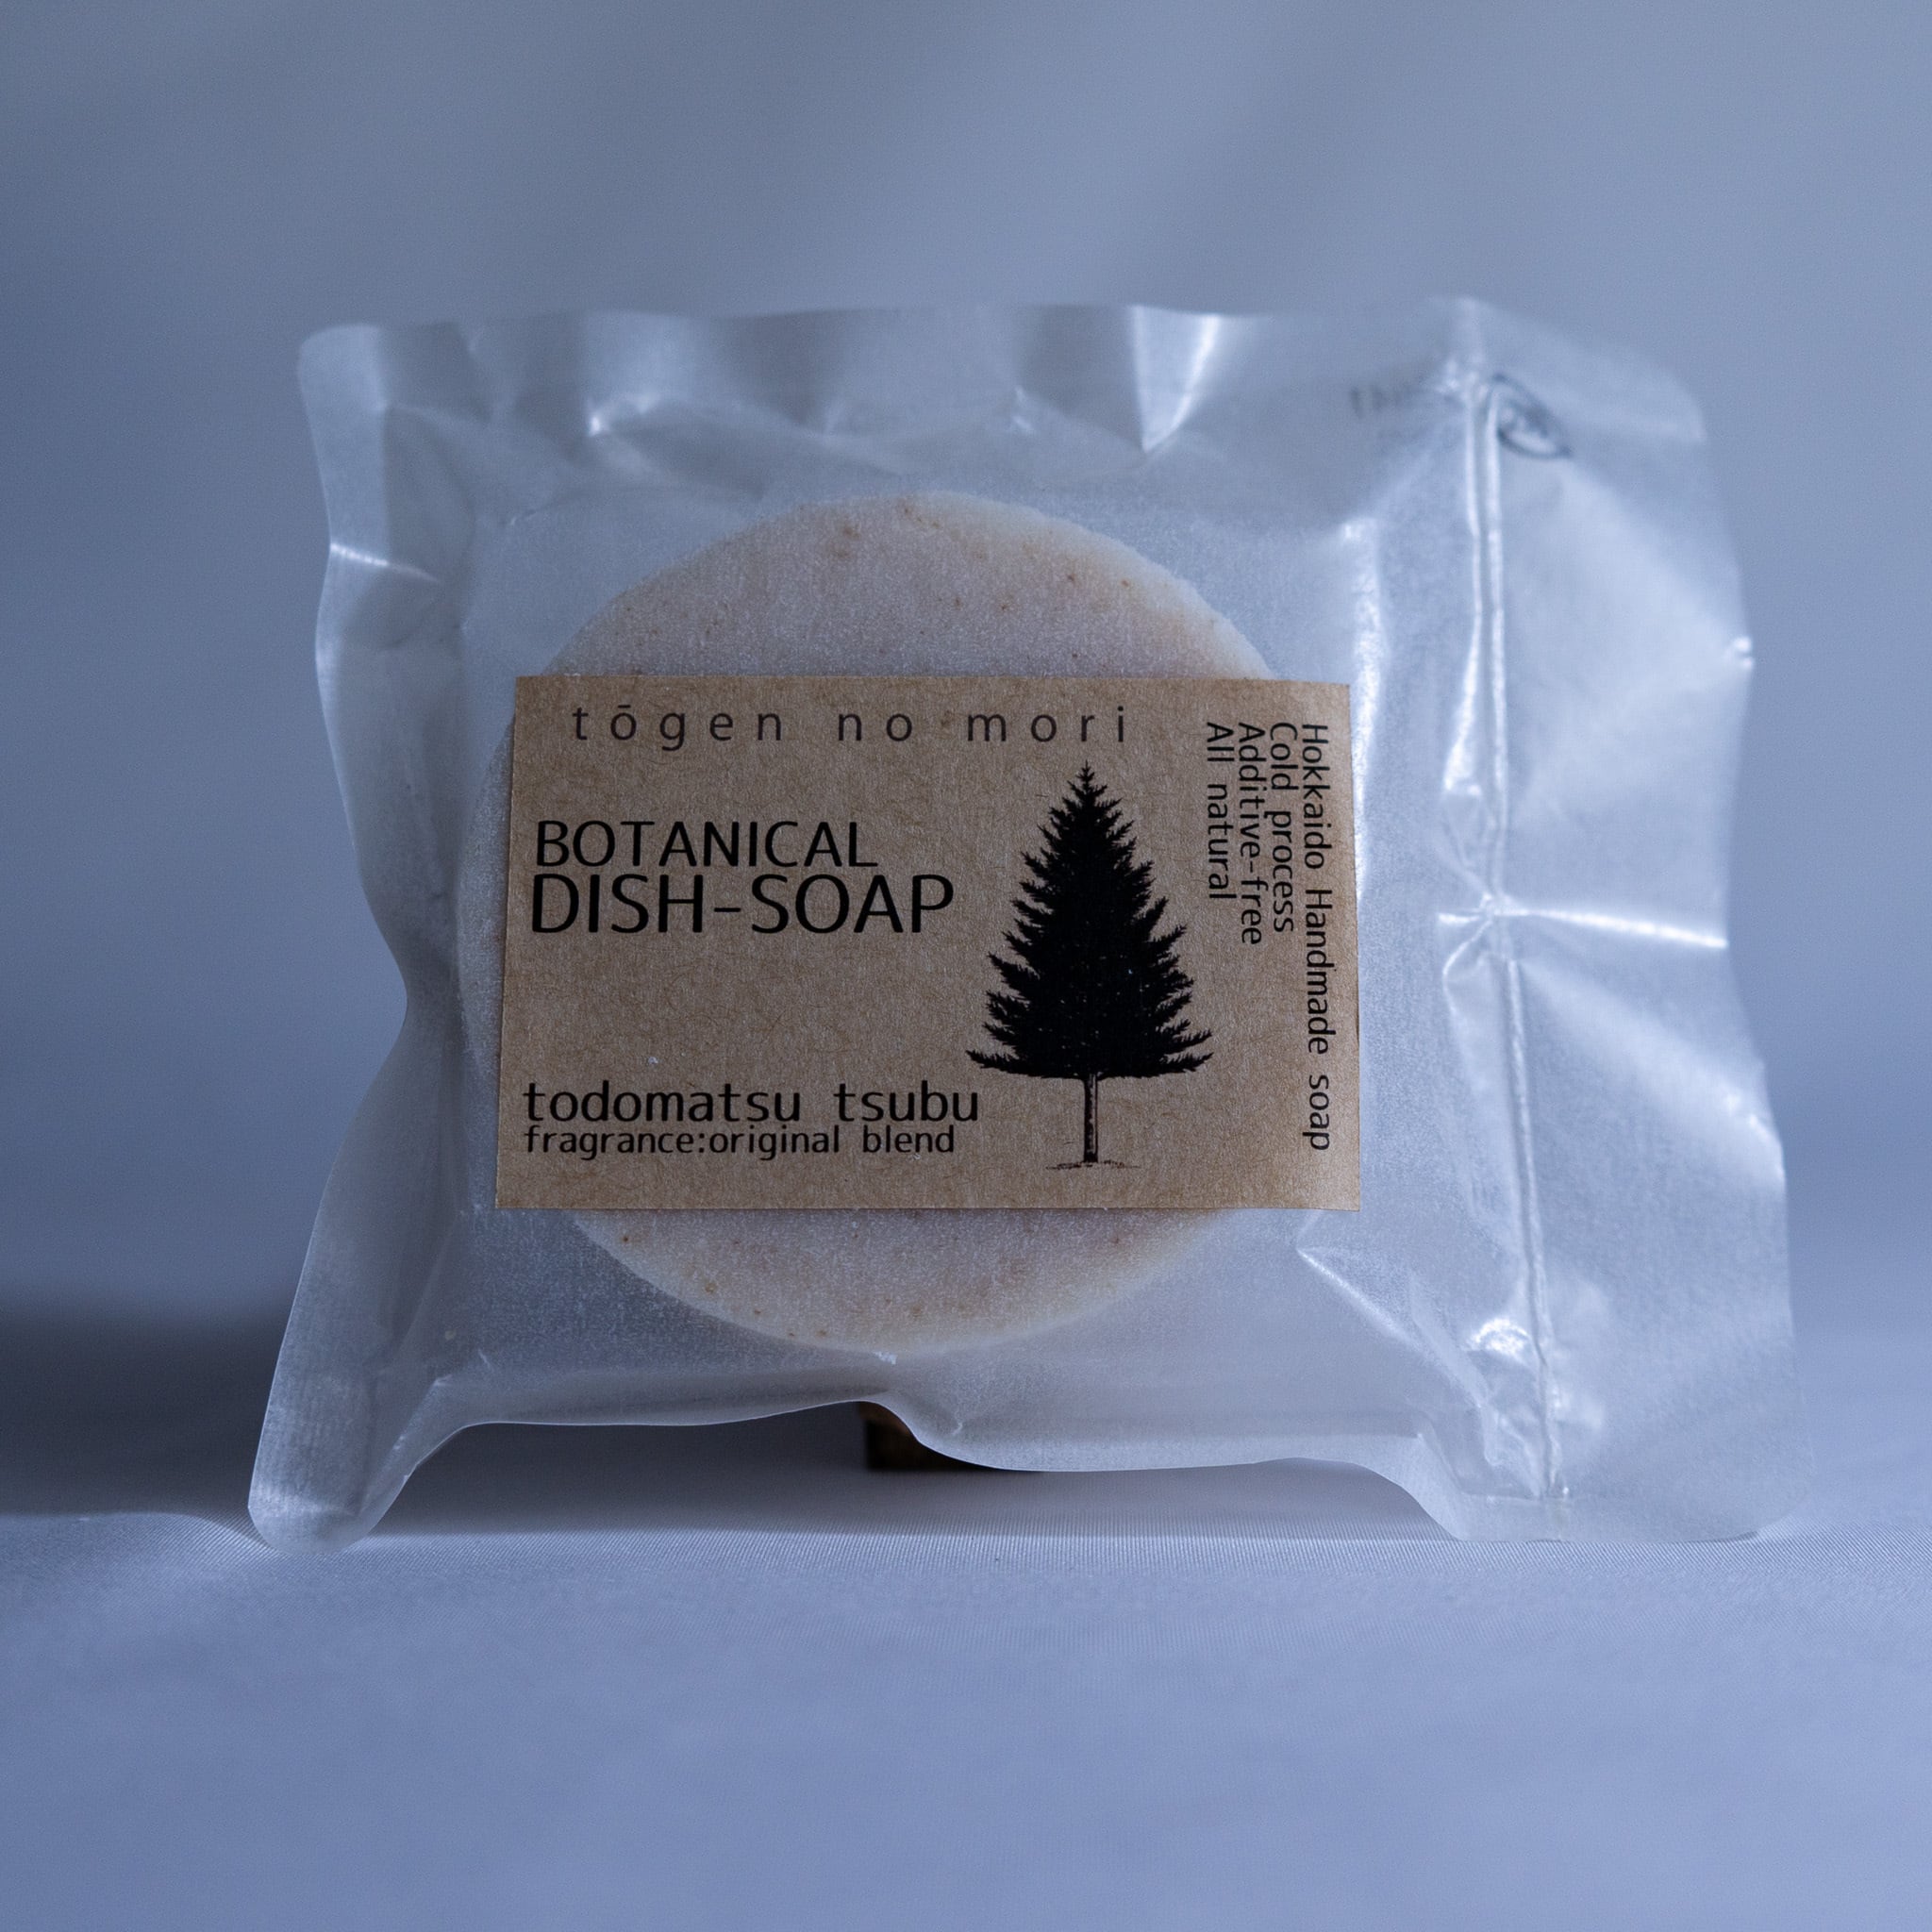 tōgen no mori
BOTANICAL
DISH-SOAP
todomatsu tsubu
fragrance:original blend
Hokkaido Handmade soap
Cold process
Additive-free
All natural